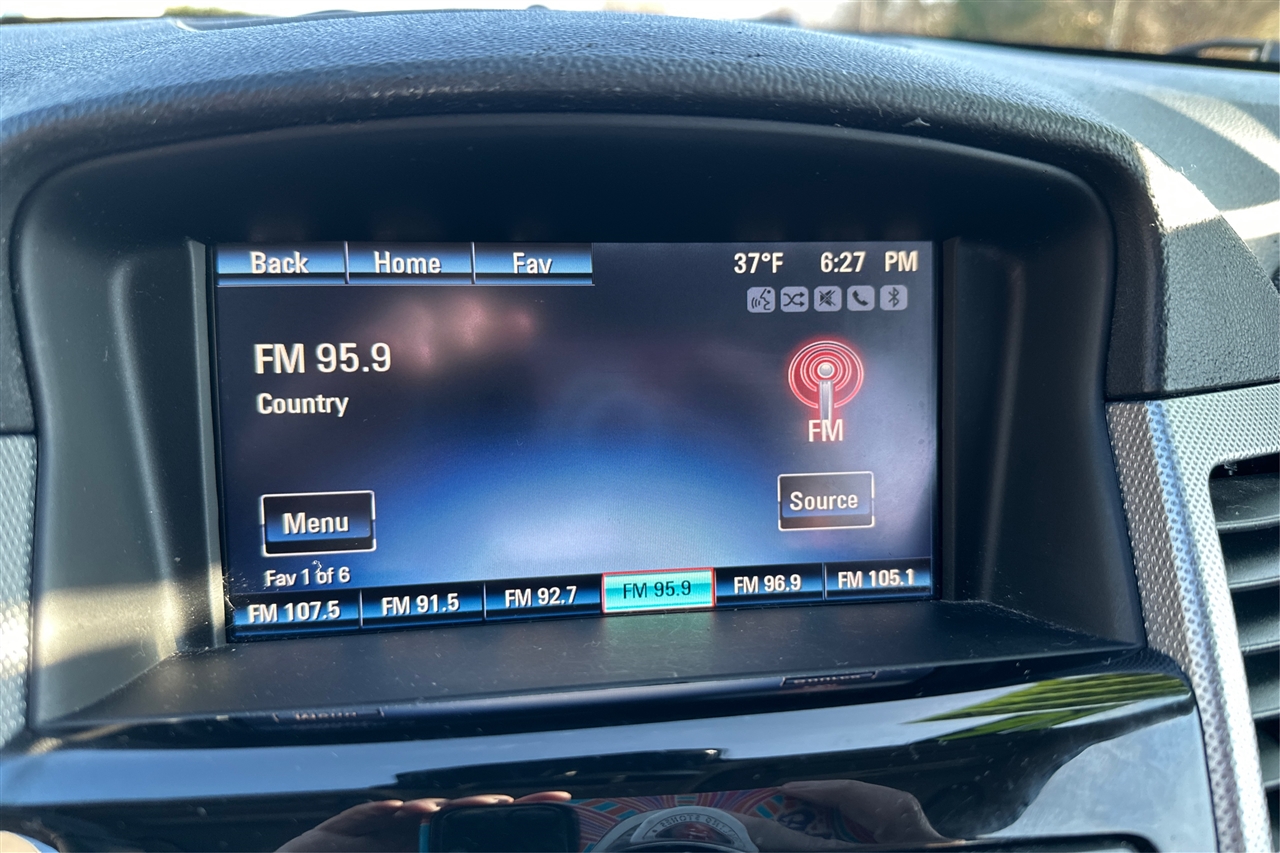 Back Home Fav 37°F 6:27 PM
FM 95.9
Country
FM
Menu Source
Fav 1 of 6
FM 107.5 FM 91.5 FM 92.7 FM 95.9 FM 96.9 FM 105.1